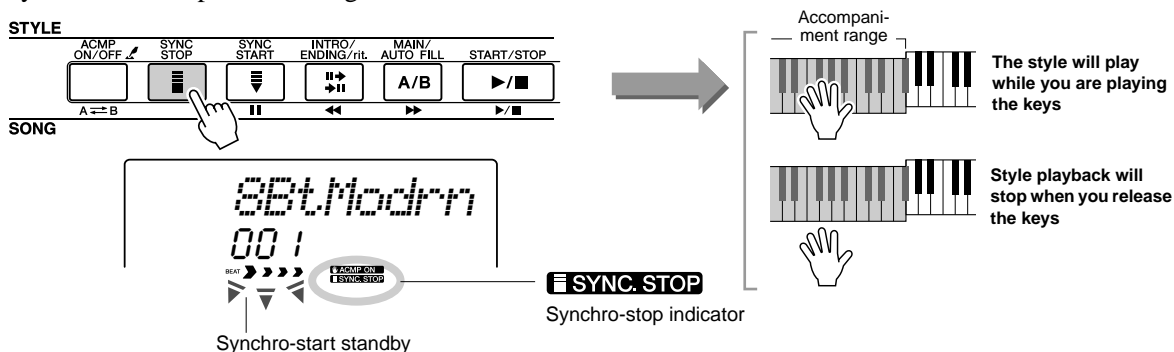 STYLE
ACMP ON/OFF
SYNC STOP
SYNC START
INTRO/ ENDING/rit.
MAIN/ AUTO FILL
START/STOP
A/B
A ⇄ B
SONG
8Bt.Modrn
001
BEAT
ACMP ON
SYNC. STOP
SYNC. STOP
Synchro-stop indicator
Synchro-start standby
Accompani-
ment range
The style will play
while you are playing
the keys
Style playback will
stop when you release
the keys